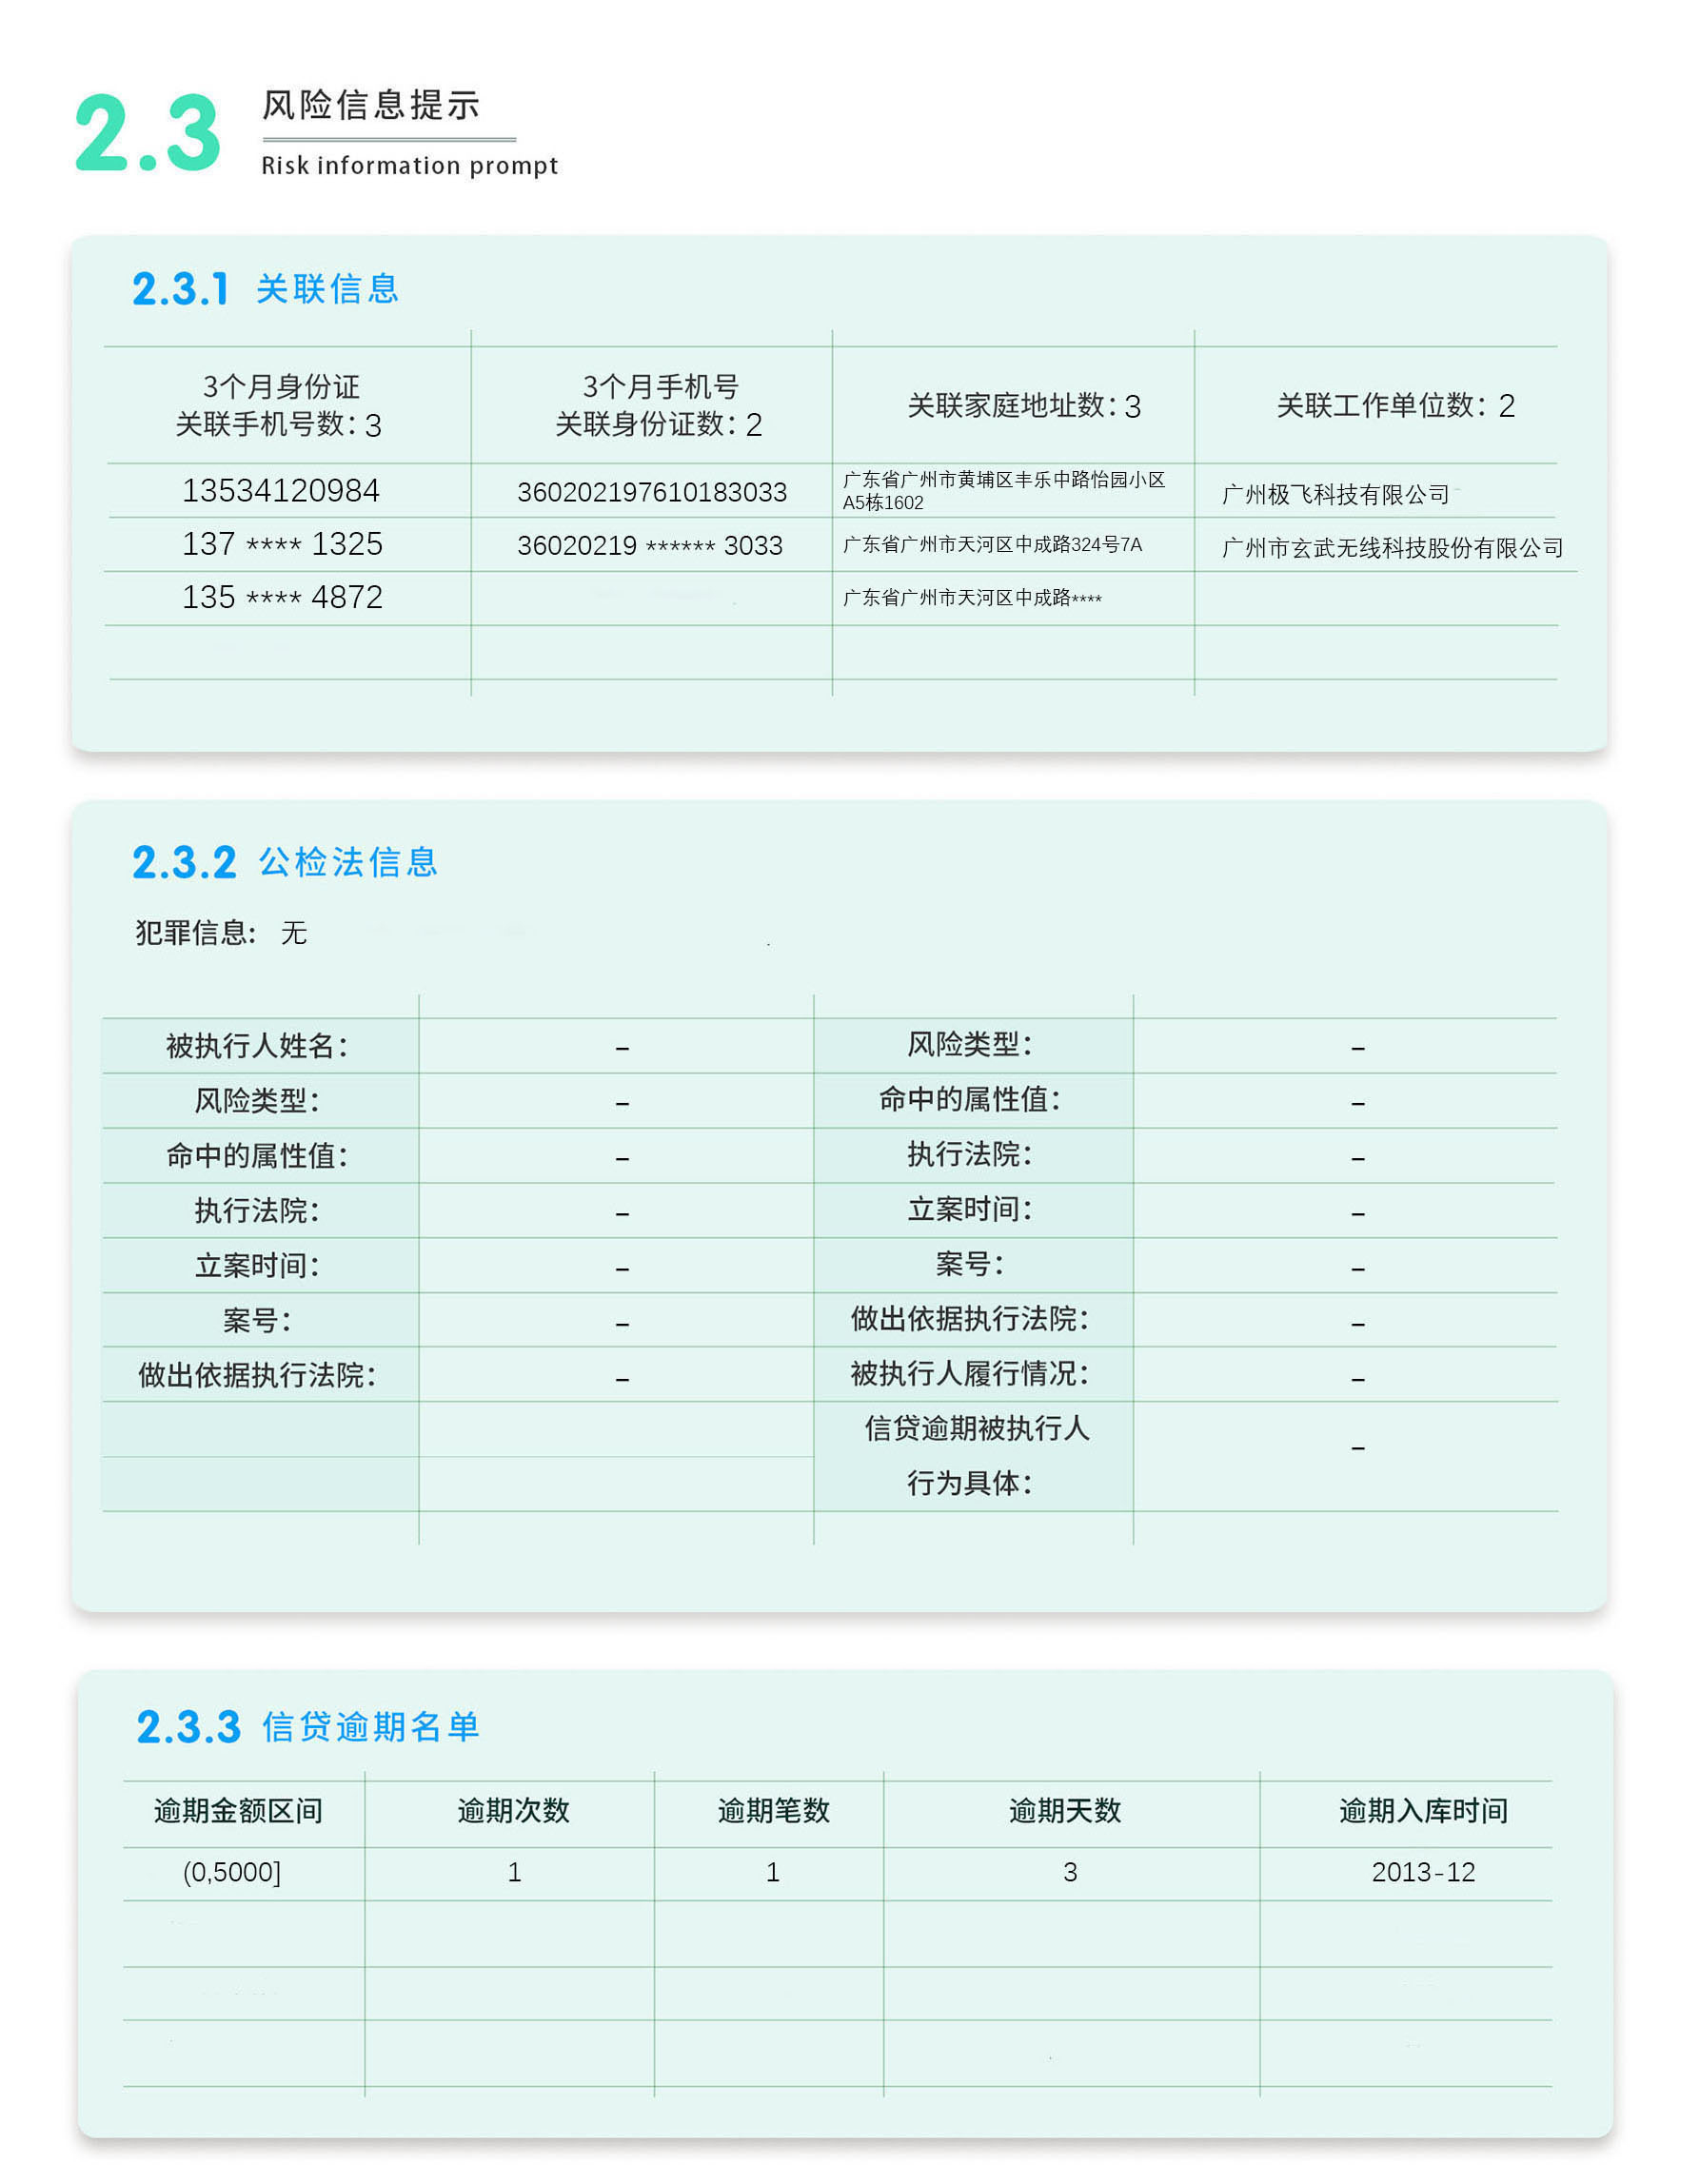 2.3 风险信息提示
Risk information prompt
2.3.1 关联信息
3个月身份证
关联手机号数：3
3个月手机号
关联身份证数：2
关联家庭地址数：3
关联工作单位数：2
13534120984
360202197610183033
广东省广州市黄埔区丰乐中路怡园小区
A5栋1602
广州极飞科技有限公司
137 **** 1325
36020219 ****** 3033
广东省广州市天河区中成路324号7A
广州市玄武无线科技股份有限公司
135 **** 4872
广东省广州市天河区中成路****
2.3.2 公检法信息
犯罪信息： 无
被执行人姓名： – 风险类型： –
风险类型： – 命中的属性值： –
命中的属性值： – 执行法院： –
执行法院： – 立案时间： –
立案时间： – 案号： –
案号： – 做出依据执行法院： –
做出依据执行法院： – 被执行人履行情况： –
信贷逾期被执行人
行为具体： –
2.3.3 信贷逾期名单
逾期金额区间 逾期次数 逾期笔数 逾期天数 逾期入库时间
(0,5000] 1 1 3 2013-12